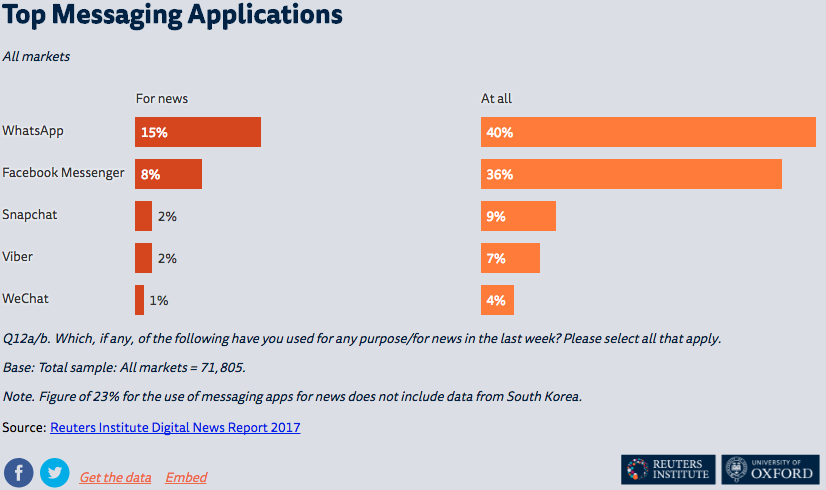 Top Messaging Applications
All markets
For news At all
WhatsApp 15% 40%
Facebook Messenger 8% 36%
Snapchat 2% 9%
Viber 2% 7%
WeChat 1% 4%
Q12a/b. Which, if any, of the following have you used for any purpose/for news in the last week? Please select all that apply.
Base: Total sample: All markets = 71,805.
Note. Figure of 23% for the use of messaging apps for news does not include data from South Korea.
Source: Reuters Institute Digital News Report 2017
f Get the data Embed
REUTERS INSTITUTE
UNIVERSITY OF OXFORD